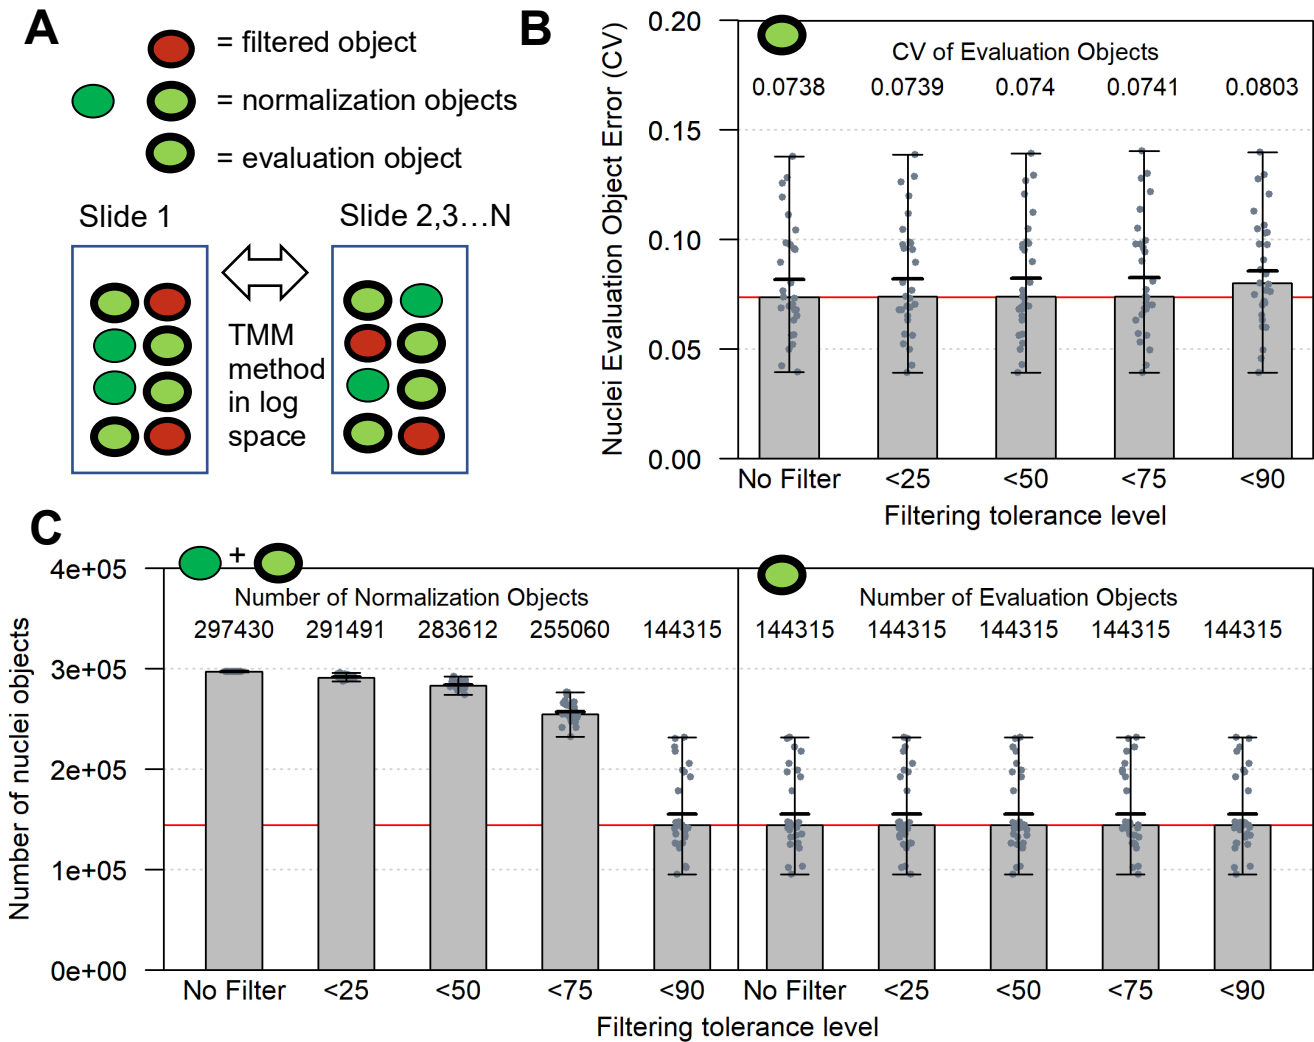 A
= filtered object
= normalization objects
= evaluation object
Slide 1
Slide 2,3…N
TMM
method
in log
space
B
Nuclei Evaluation Object Error (CV)
0.20
0.15
0.10
0.05
0.00
CV of Evaluation Objects
0.0738 0.0739 0.074 0.0741 0.0803
No Filter <25 <50 <75 <90
Filtering tolerance level
C
Number of nuclei objects
4e+05
3e+05
2e+05
1e+05
0e+00
+
Number of Normalization Objects
297430 291491 283612 255060 144315
Number of Evaluation Objects
144315 144315 144315 144315 144315
No Filter <25 <50 <75 <90 No Filter <25 <50 <75 <90
Filtering tolerance level